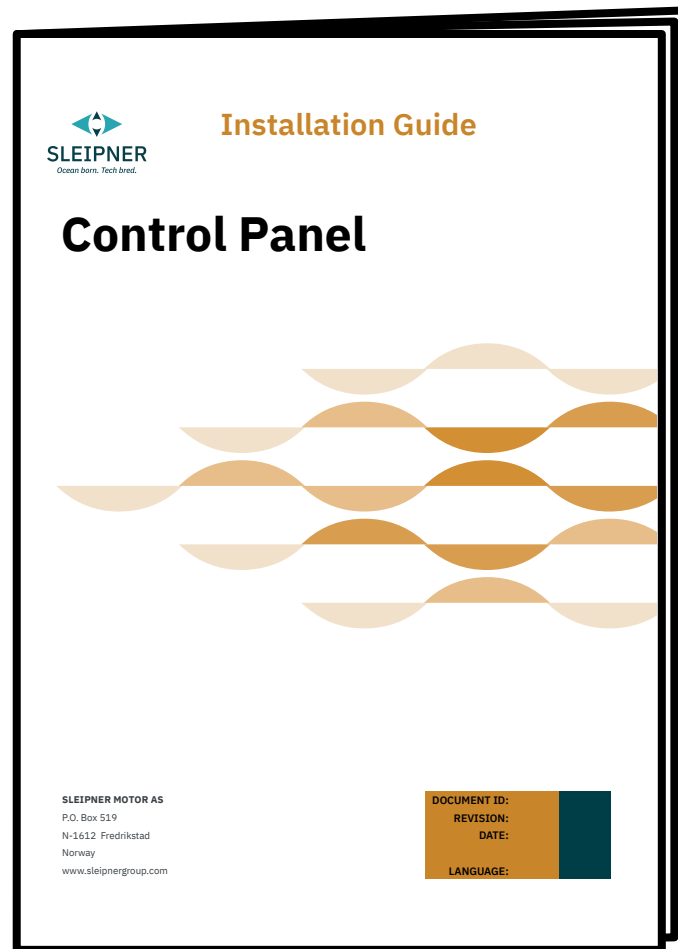 Installation Guide
SLEIPNER
Ocean born. Tech bred.
Control Panel
SLEIPNER MOTOR AS
P.O. Box 519
N-1612 Fredrikstad
Norway
www.sleipnergroup.com
DOCUMENT ID:
REVISION:
DATE:
LANGUAGE: